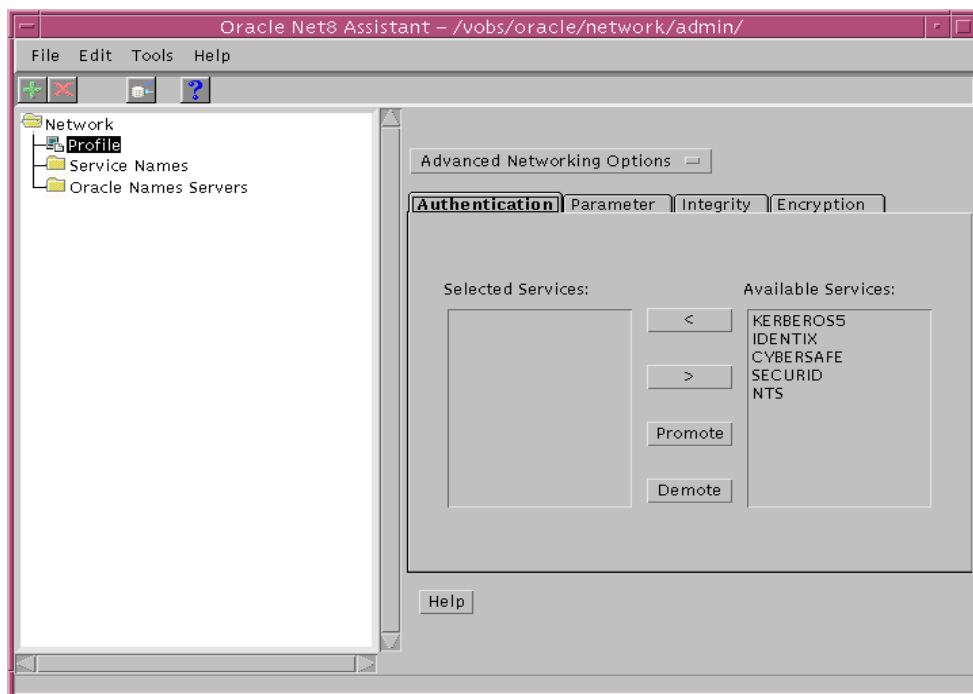 Oracle Net8 Assistant – /vobs/oracle/network/admin/
File Edit Tools Help
Network
Profile
Service Names
Oracle Names Servers
Advanced Networking Options
Authentication Parameter Integrity Encryption
Selected Services: Available Services:
<
>
Promote
Demote
KERBEROS5
IDENTIX
CYBERSAFE
SECURID
NTS
Help